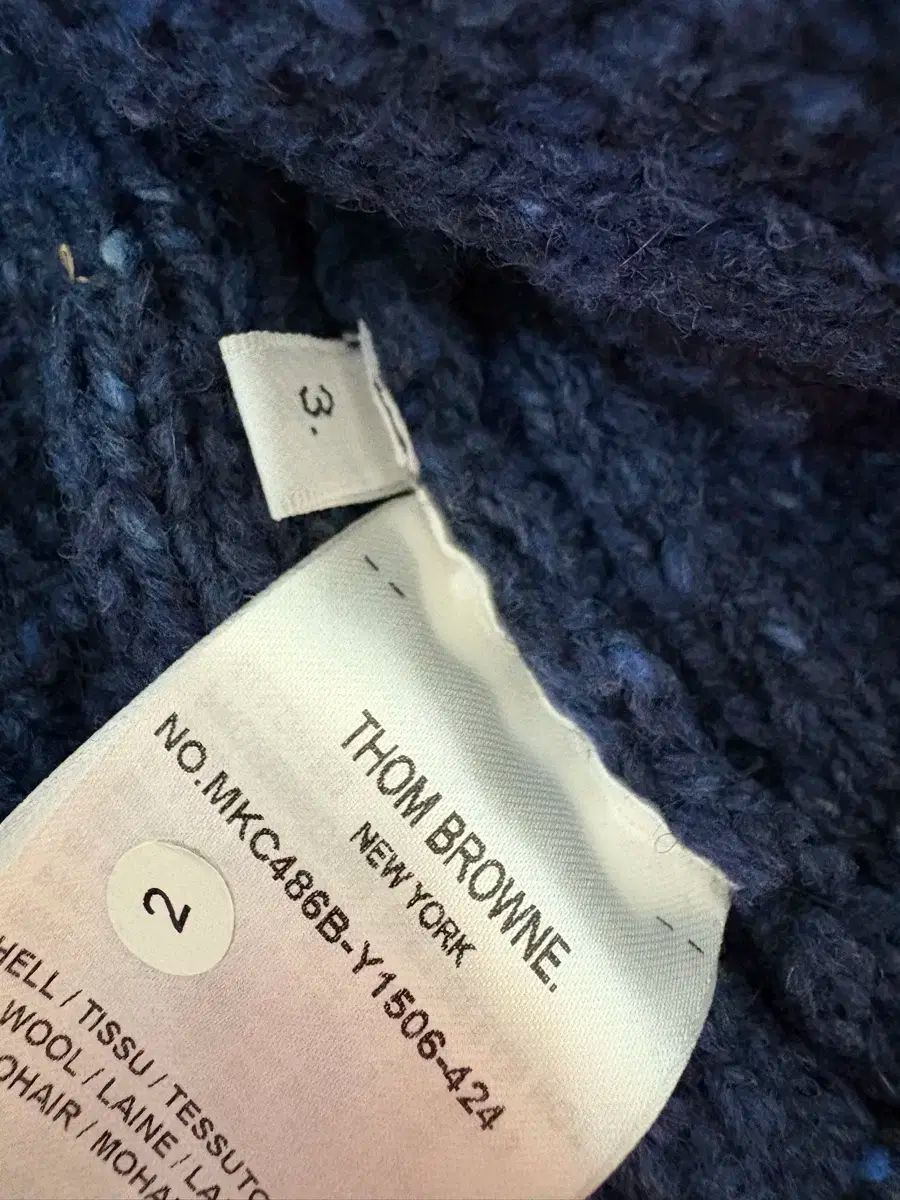 3.
THOM BROWNE.
NEW YORK
NO.MKC486B-Y1506-424
2
HELL / TISSU / TESSUTO
WOOL / LAINE / LA
OHAIR / MOHA